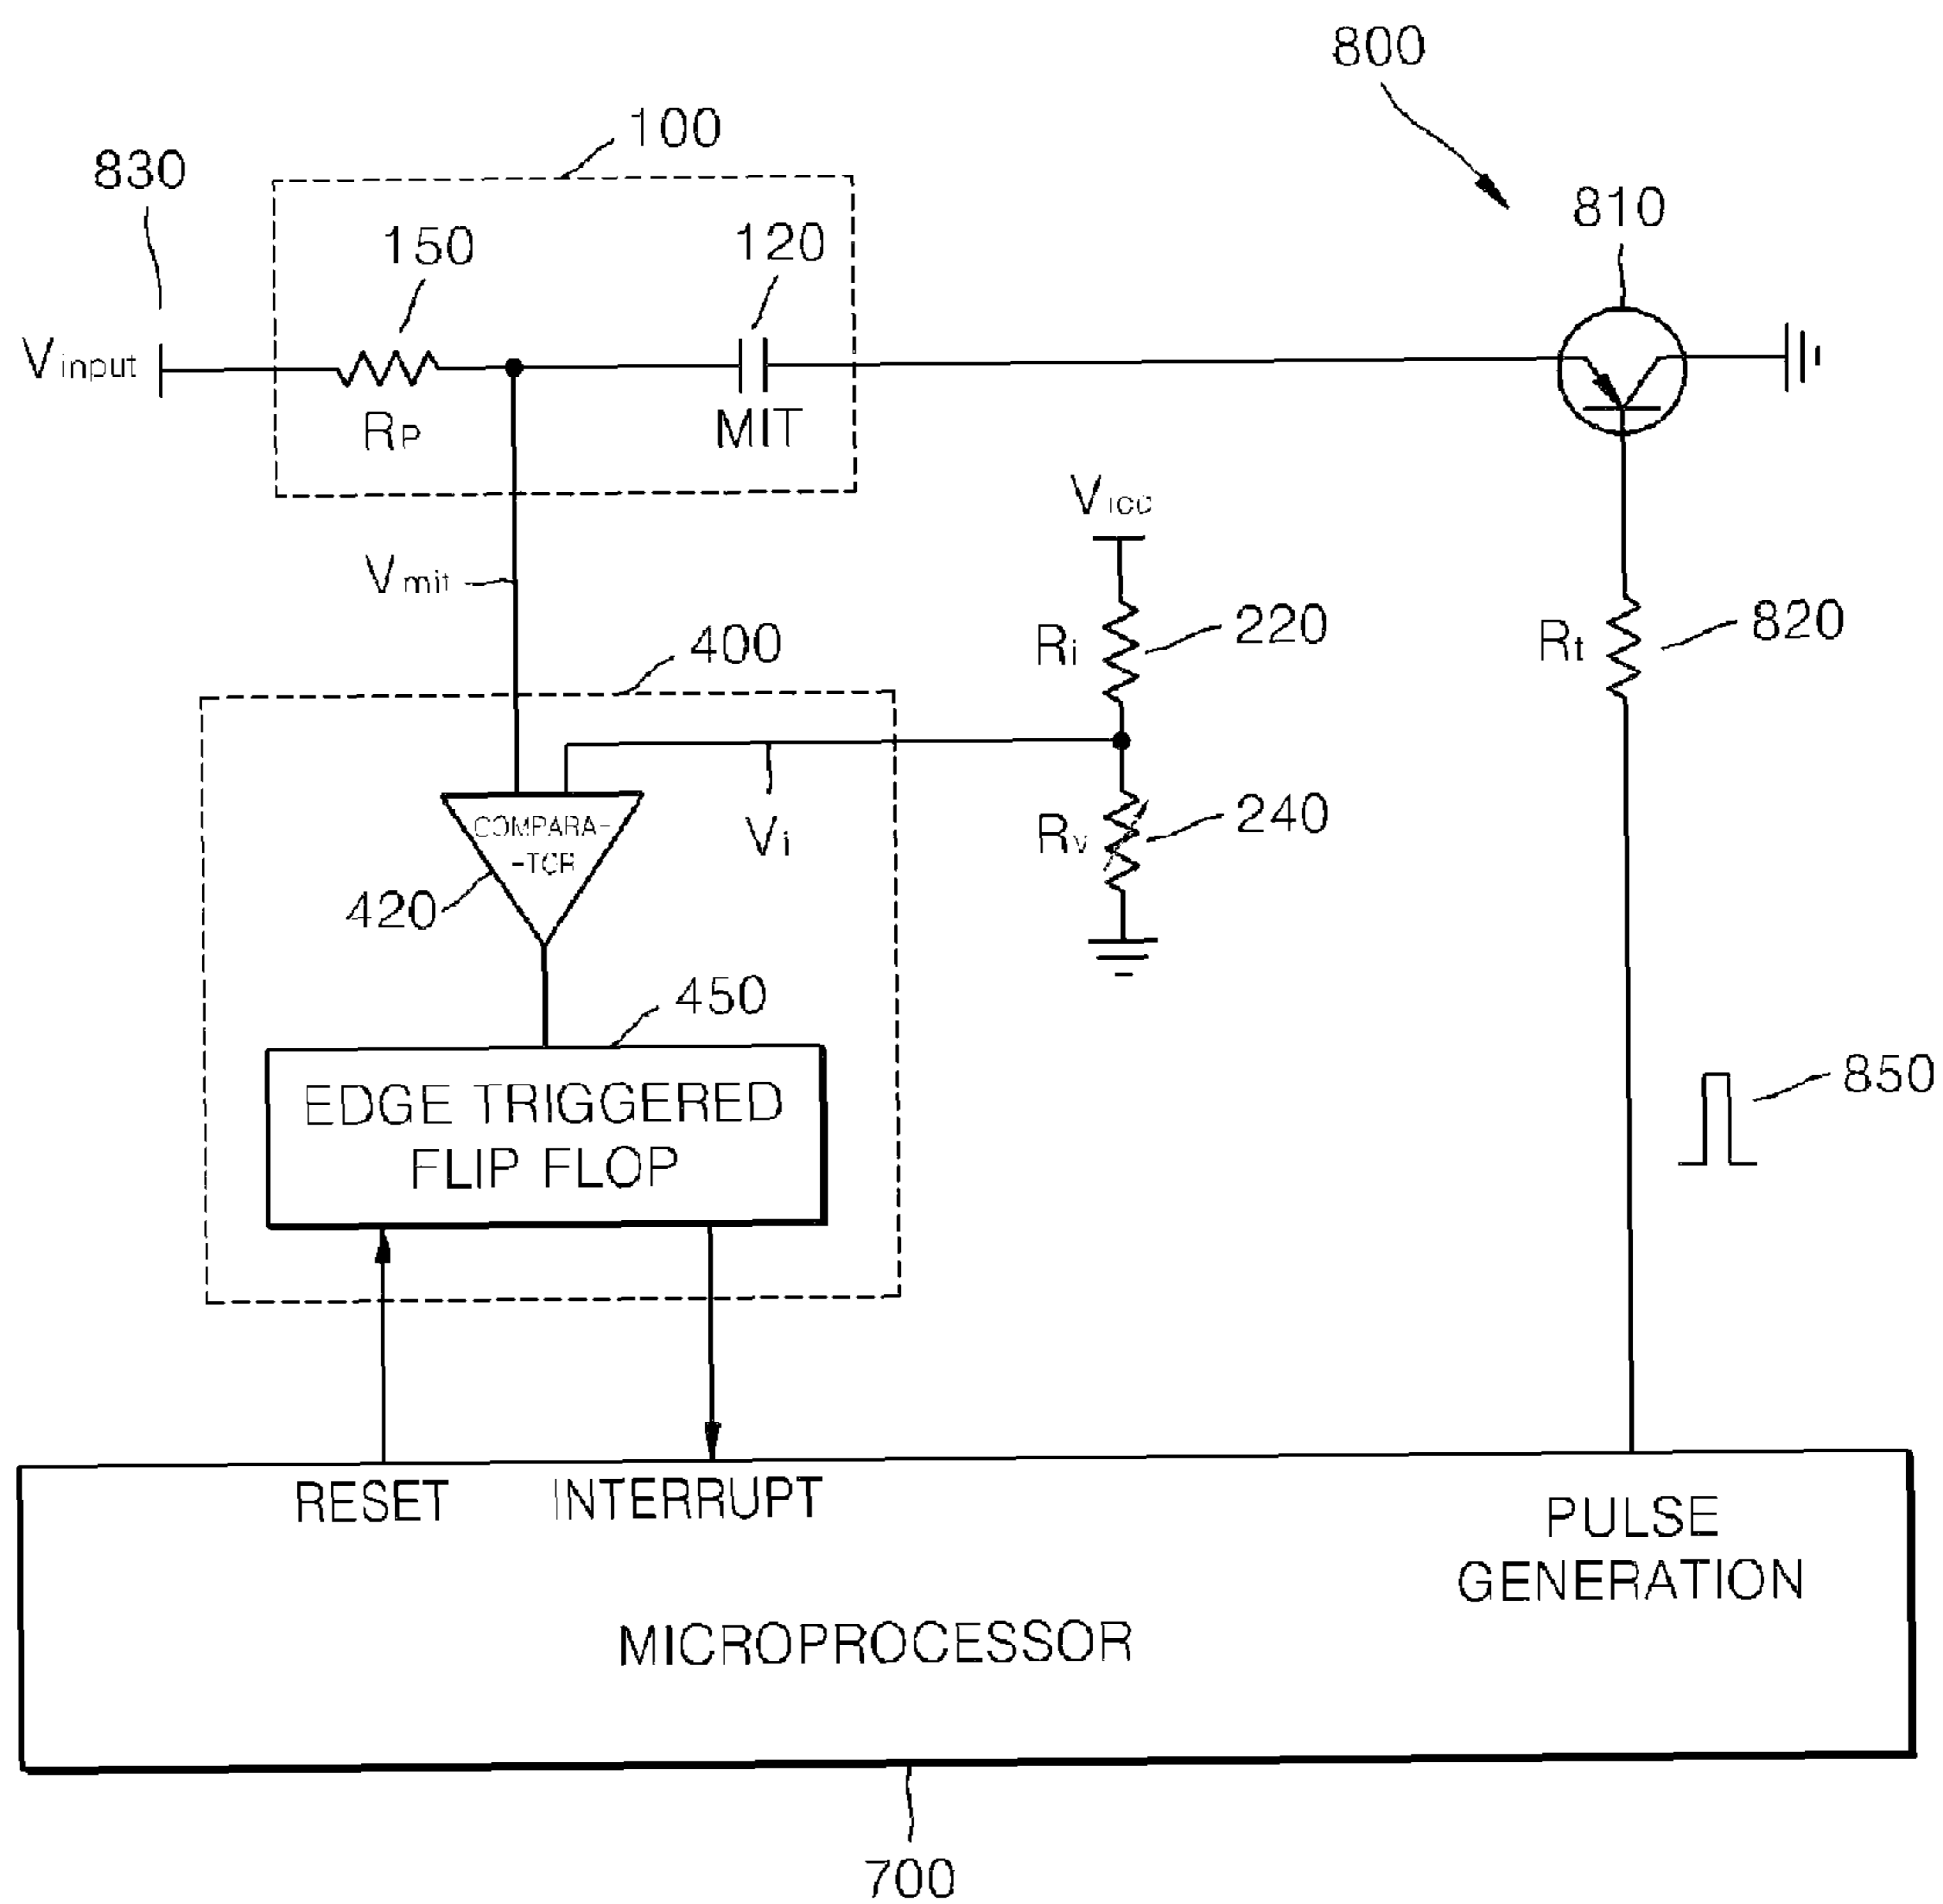 800
100
830
810
150
120
Vinput
RP
MIT
Vicc
Vmit
Ri
220
Rt
820
400
COMPARA-
-TOR
Vi
Rv
240
420
450
EDGE TRIGGERED
FLIP FLOP
850
RESET
INTERRUPT
PULSE
GENERATION
MICROPROCESSOR
700